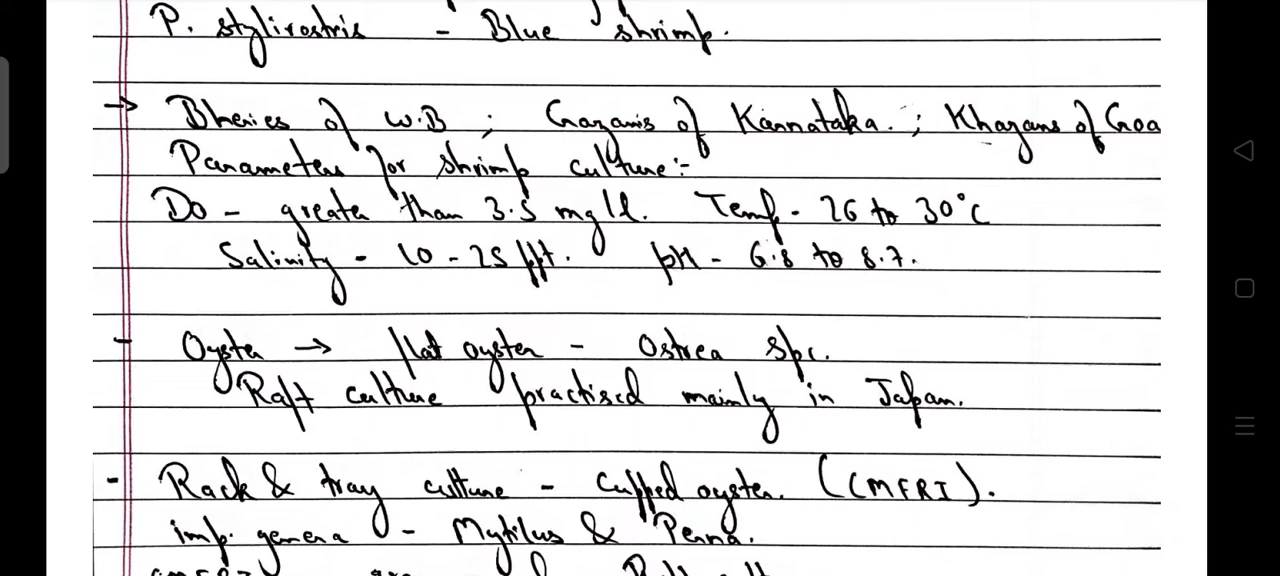 P. stylirostris - Blue shrimp.
→ Bheries of W.B ; Gazanis of Karnataka. ; Khazans of Goa
Parameters for shrimp culture:-
DO - greater than 3.5 mg/l. Temp - 26 to 30°C
Salinity - 10 - 25 ppt. pH - 6.8 to 8.7.
- Oyster → flat oyster - Ostrea spc.
Raft culture practised mainly in Japan.
- Rack & tray culture - Cupped oyster. (CMFRI).
imp. genera - Mytilus & Perna.